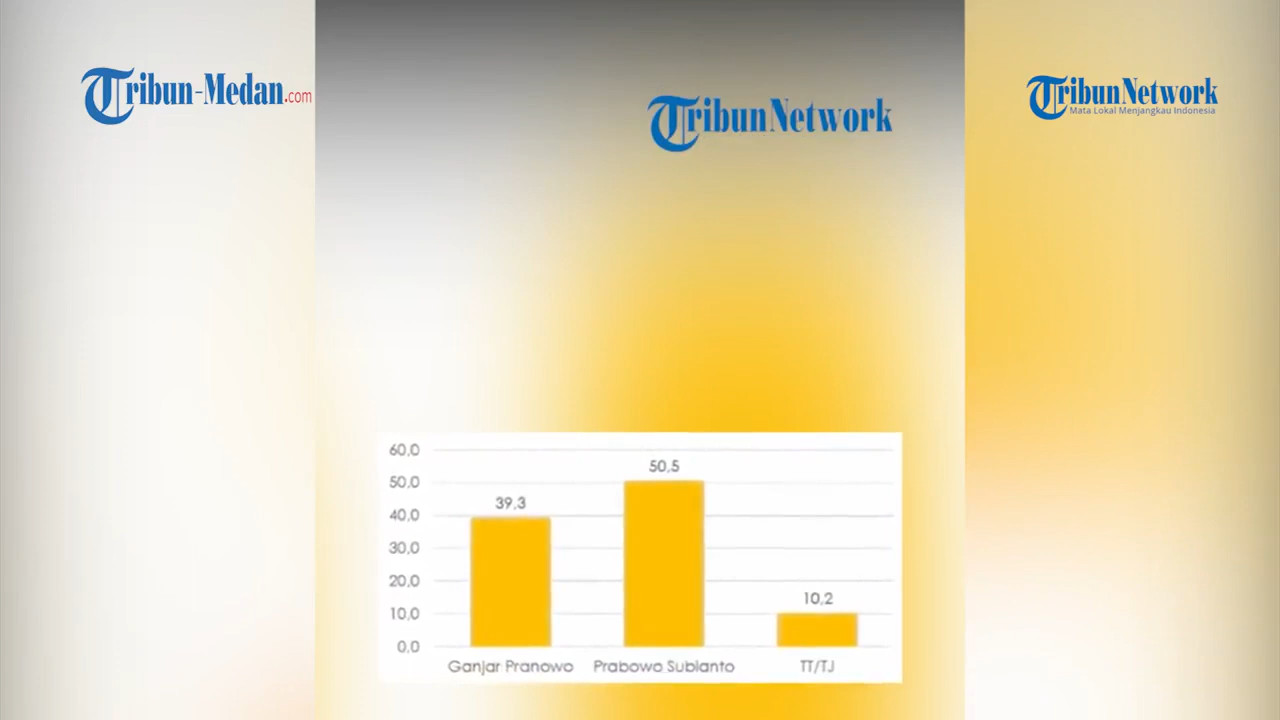 Tribun-Medan.com
TribunNetwork
TribunNetwork
Mata Lokal Menjangkau Indonesia
60,0
50,0
40,0
30,0
20,0
10,0
0,0
39,3
50,5
10,2
Ganjar Pranowo
Prabowo Subianto
TT/TJ